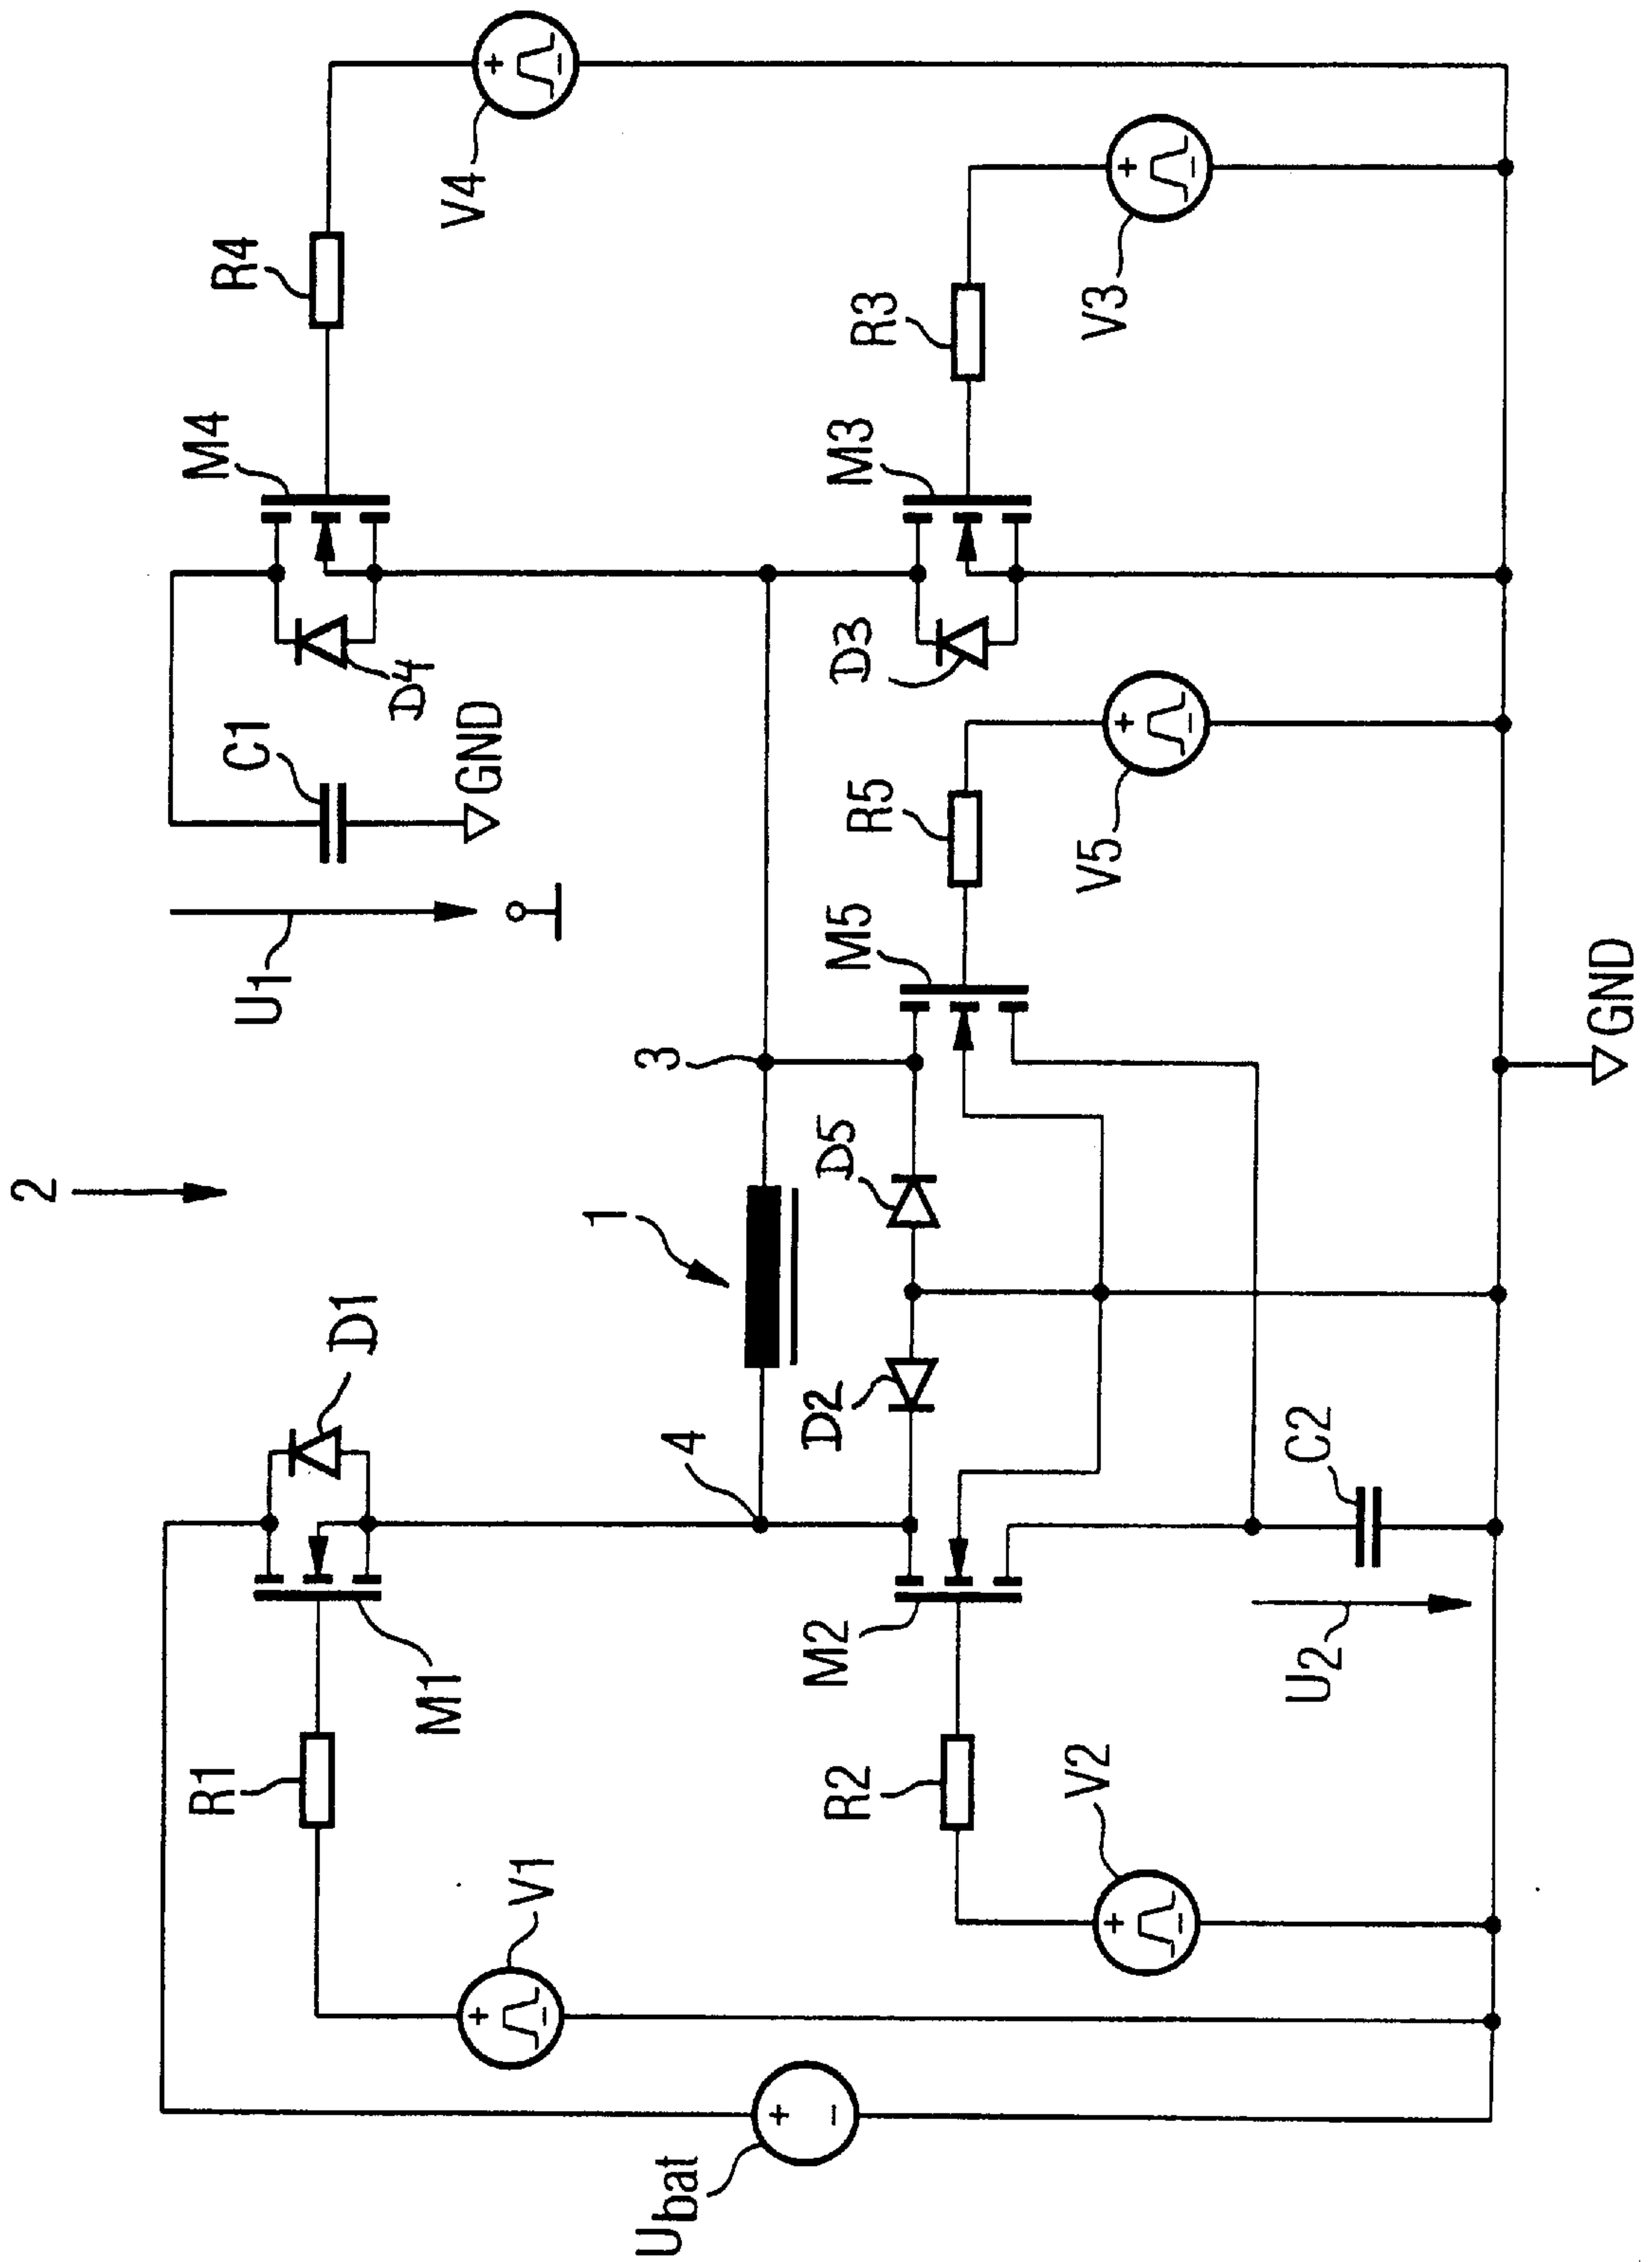 2
R4
V4
M4
D4
C1
GND
U1
D1
R1
V1
M1
3
1
4
R3
V3
M3
D3
R5
V5
M5
D5
D2
M2
R2
V2
C2
U2
Ubat
GND
+
−
+
−
+
−
+
−
+
−
+
−